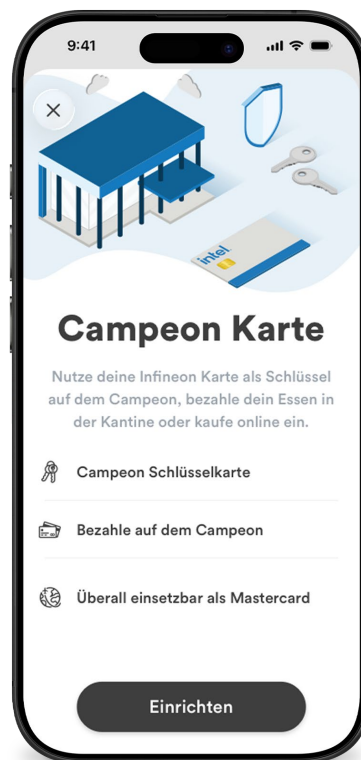 9:41
intel
Campeon Karte
Nutze deine Infineon Karte als Schlüssel
auf dem Campeon, bezahle dein Essen in
der Kantine oder kaufe online ein.
Campeon Schlüsselkarte
Bezahle auf dem Campeon
Überall einsetzbar als Mastercard
Einrichten